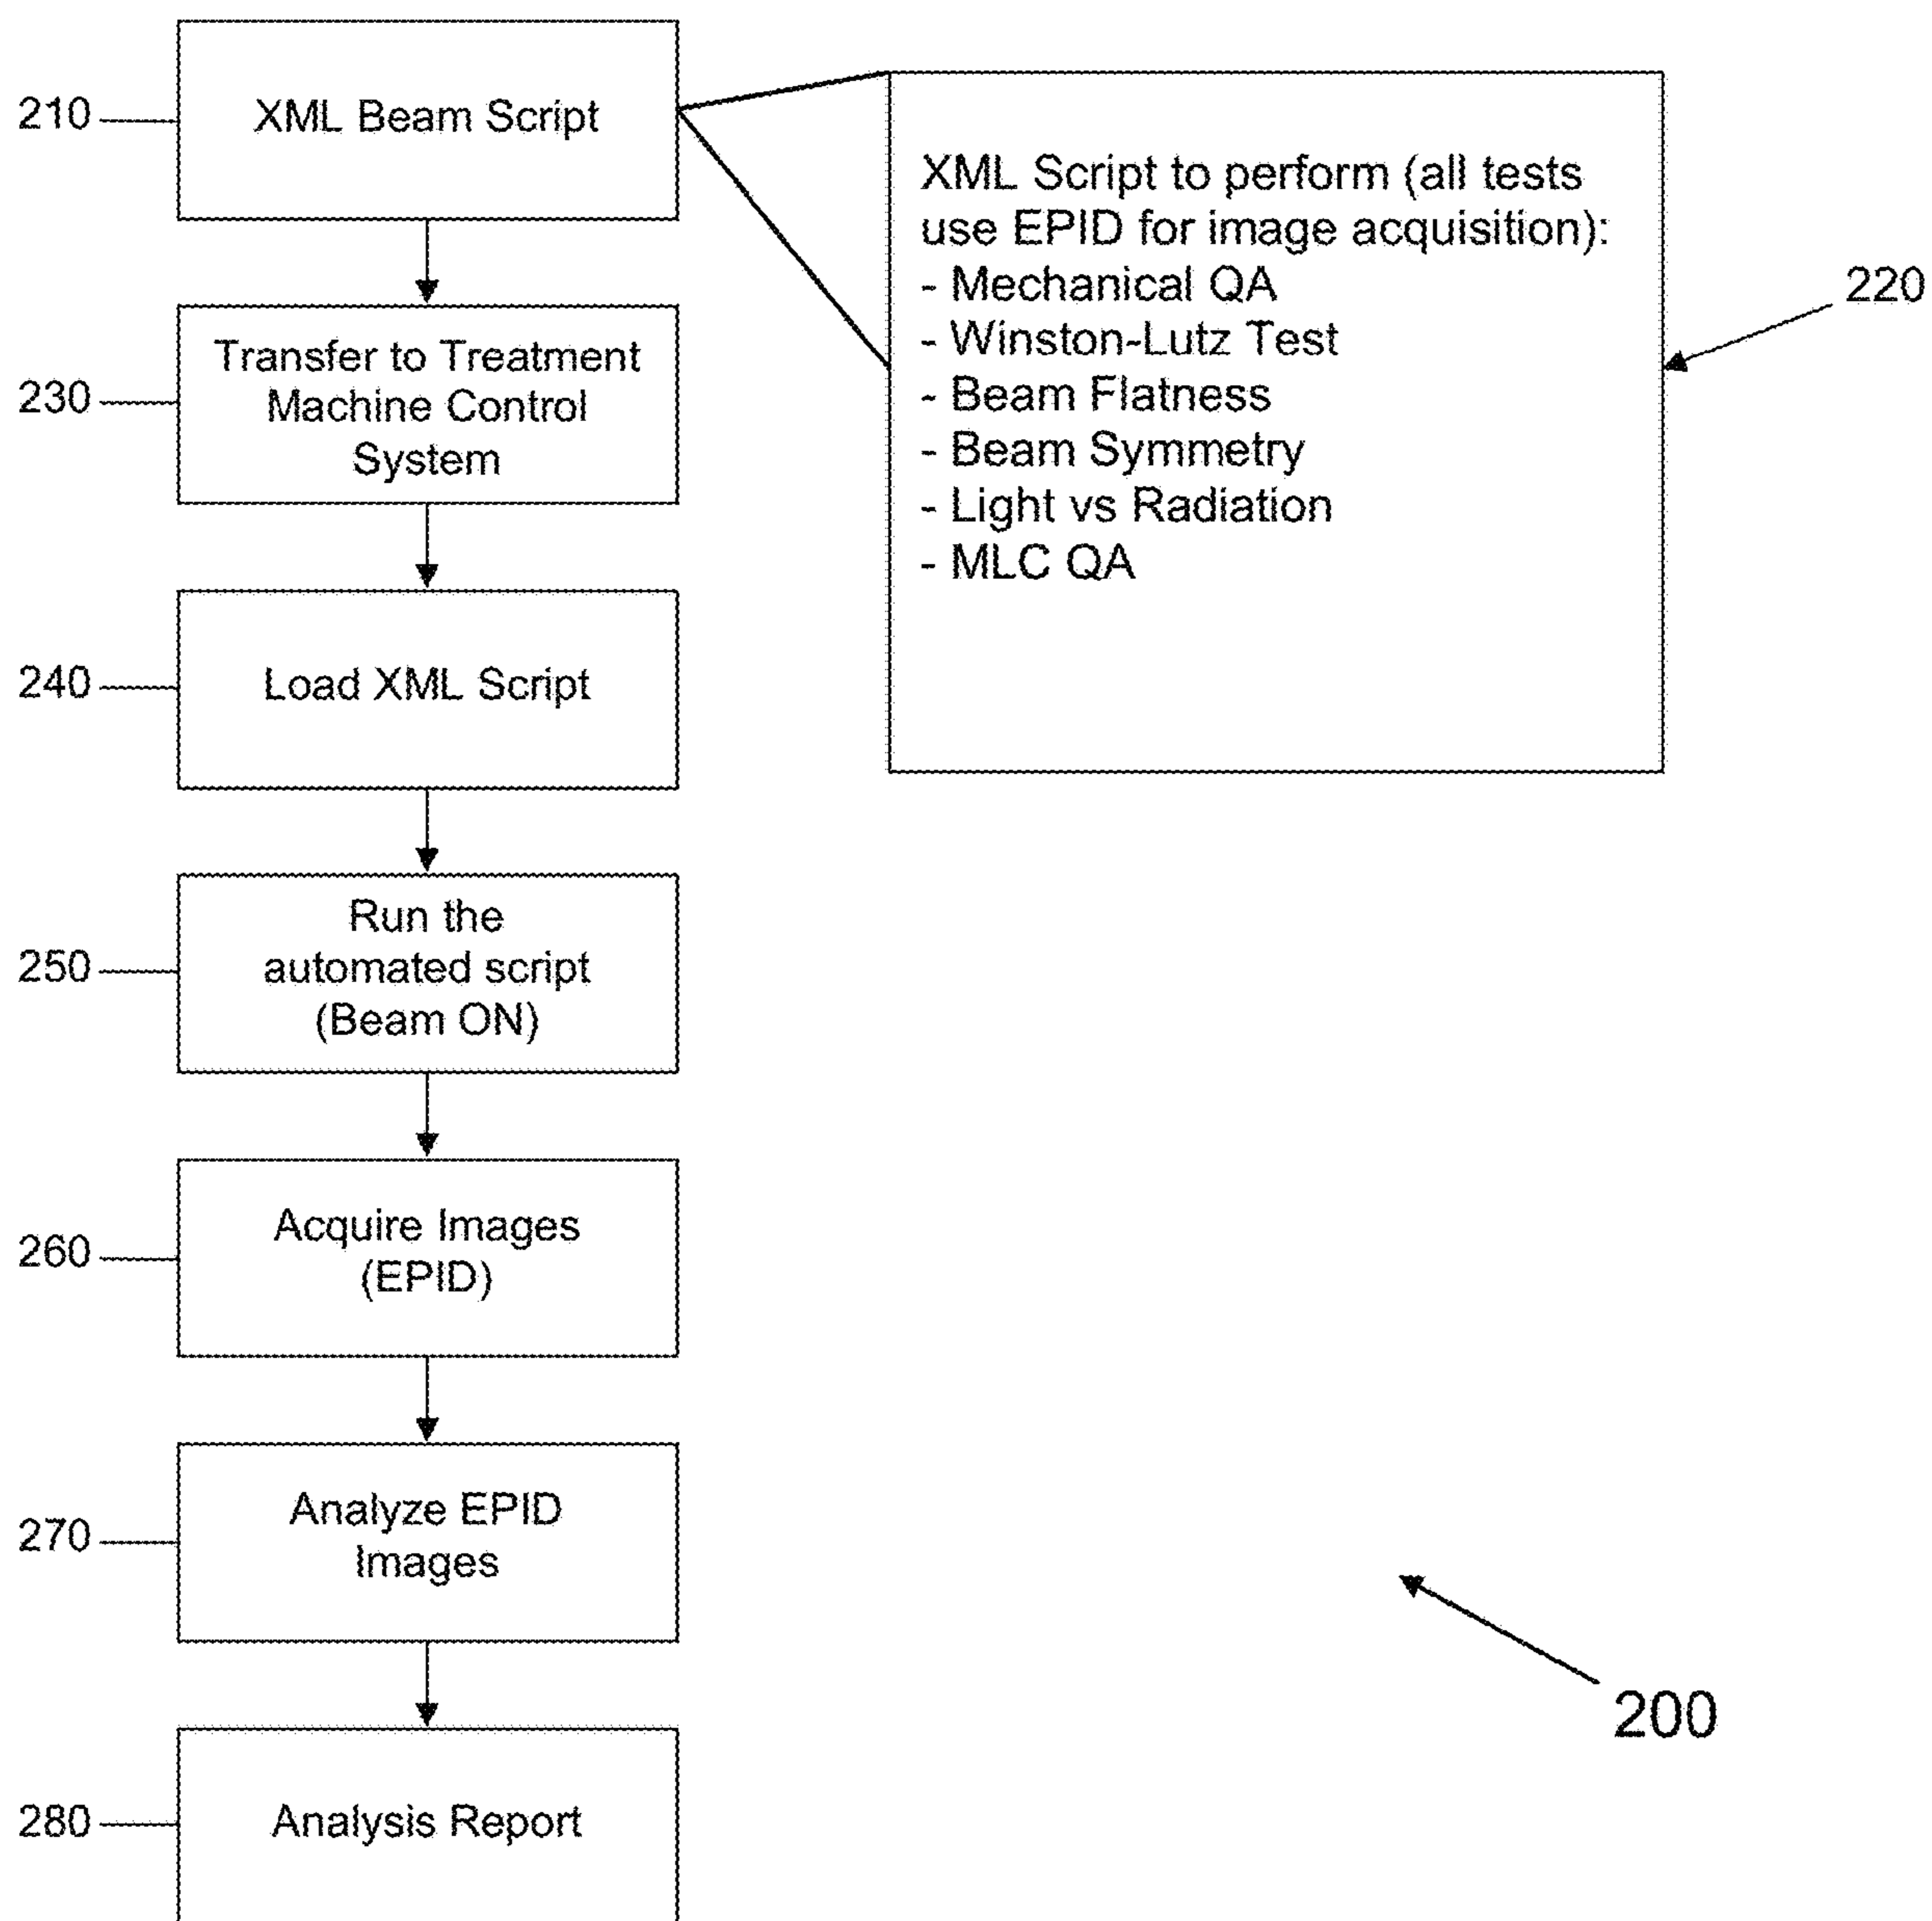 210
XML Beam Script
XML Script to perform (all tests
use EPID for image acquisition):
- Mechanical QA
- Winston-Lutz Test
- Beam Flatness
- Beam Symmetry
- Light vs Radiation
- MLC QA
220
230
Transfer to Treatment
Machine Control
System
240
Load XML Script
250
Run the
automated script
(Beam ON)
260
Acquire Images
(EPID)
270
Analyze EPID
Images
200
280
Analysis Report